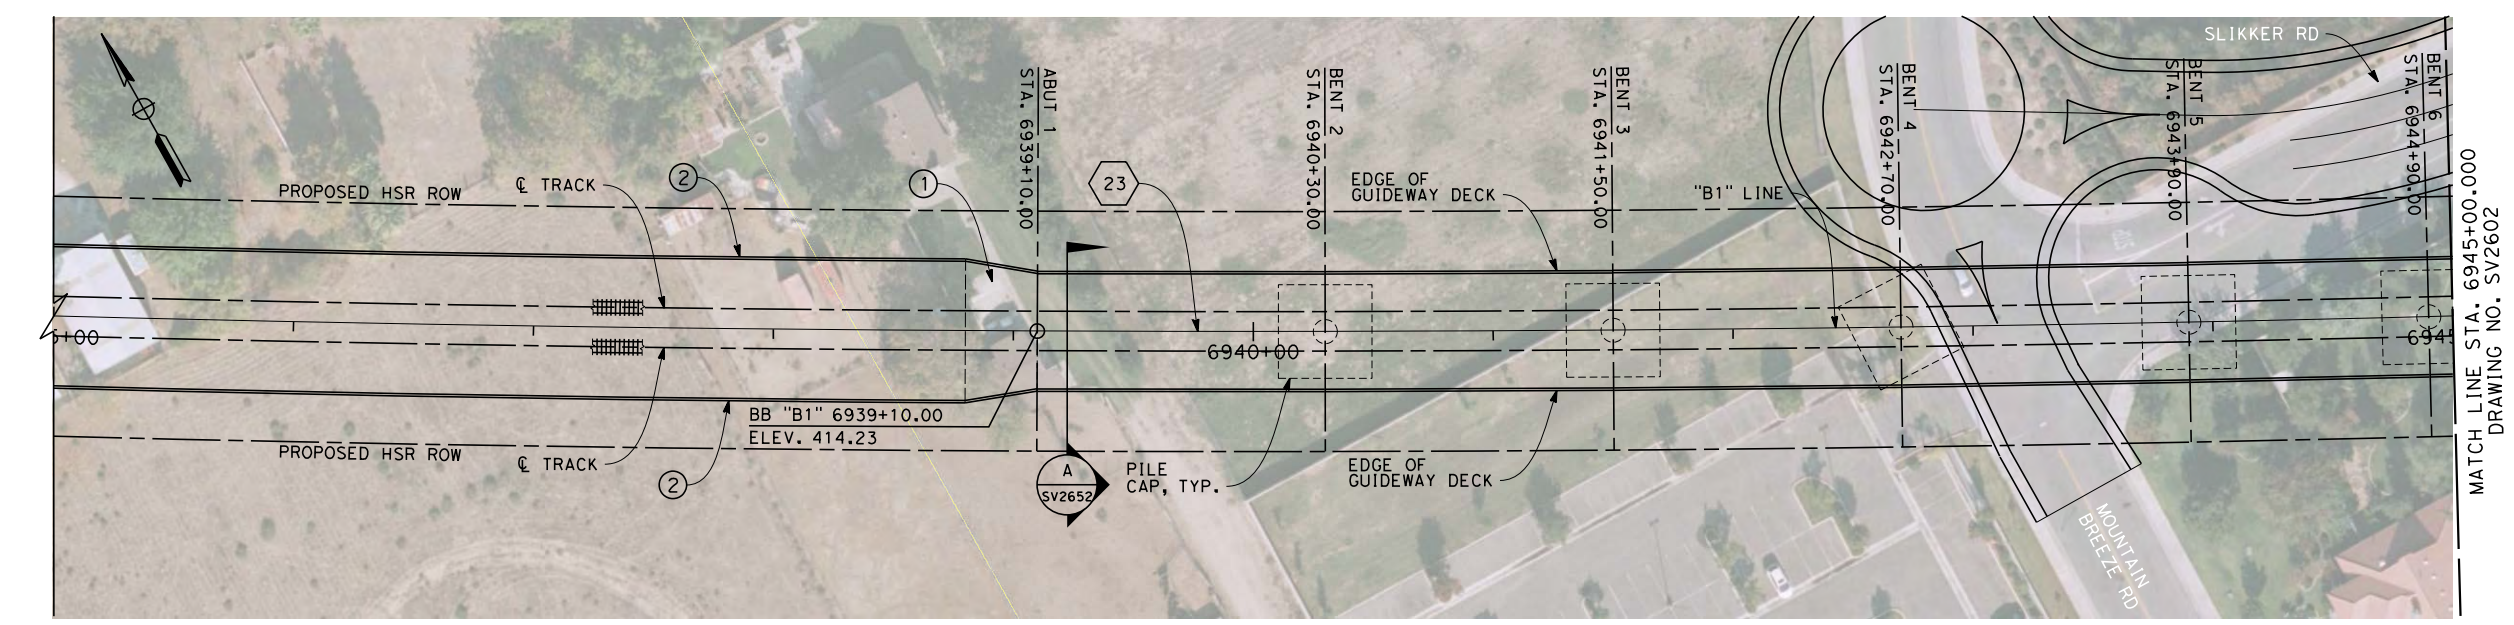 SLIKKER RD
ABUT 1
STA. 6939+10.00
BENT 2
STA. 6940+30.00
BENT 3
STA. 6941+50.00
BENT 4
STA. 6942+70.00
BENT 5
STA. 6943+90.00
BENT 6
STA. 6944+90.00
PROPOSED HSR ROW
℄ TRACK
2
1
23
EDGE OF
GUIDEWAY DECK
"B1" LINE
STOP
6+00
6940+00
6945
BB "B1" 6939+10.00
ELEV. 414.23
PROPOSED HSR ROW
℄ TRACK
2
A
SV2652
PILE
CAP, TYP.
EDGE OF
GUIDEWAY DECK
MOUNTAIN
BREEZE RD
MATCH LINE STA. 6945+00.000
DRAWING NO. SV2602